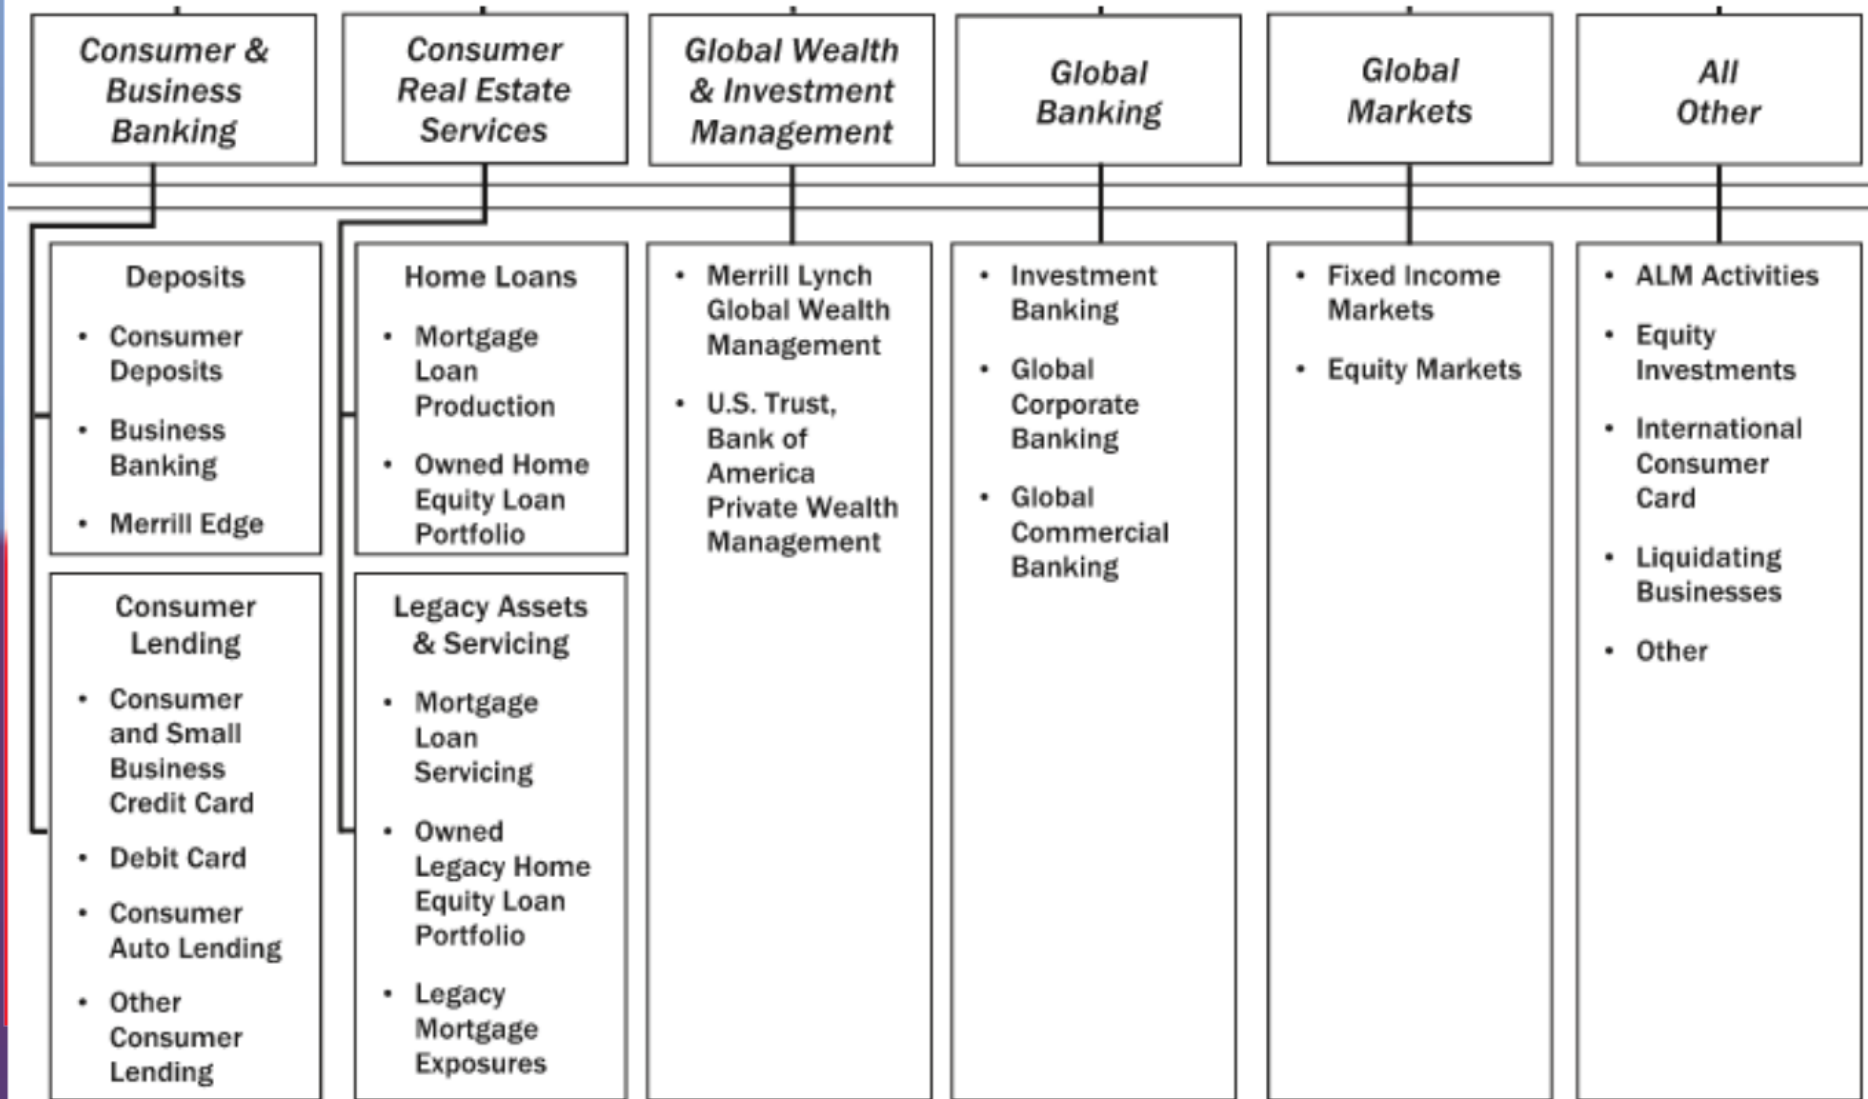 Consumer &
Business
Banking
Consumer
Real Estate
Services
Global Wealth
& Investment
Management
Global
Banking
Global
Markets
All
Other
Deposits
• Consumer
Deposits
• Business
Banking
• Merrill Edge
Consumer
Lending
• Consumer
and Small
Business
Credit Card
• Debit Card
• Consumer
Auto Lending
• Other
Consumer
Lending
Home Loans
• Mortgage
Loan
Production
• Owned Home
Equity Loan
Portfolio
Legacy Assets
& Servicing
• Mortgage
Loan
Servicing
• Owned
Legacy Home
Equity Loan
Portfolio
• Legacy
Mortgage
Exposures
• Merrill Lynch
Global Wealth
Management
• U.S. Trust,
Bank of
America
Private Wealth
Management
• Investment
Banking
• Global
Corporate
Banking
• Global
Commercial
Banking
• Fixed Income
Markets
• Equity Markets
• ALM Activities
• Equity
Investments
• International
Consumer
Card
• Liquidating
Businesses
• Other